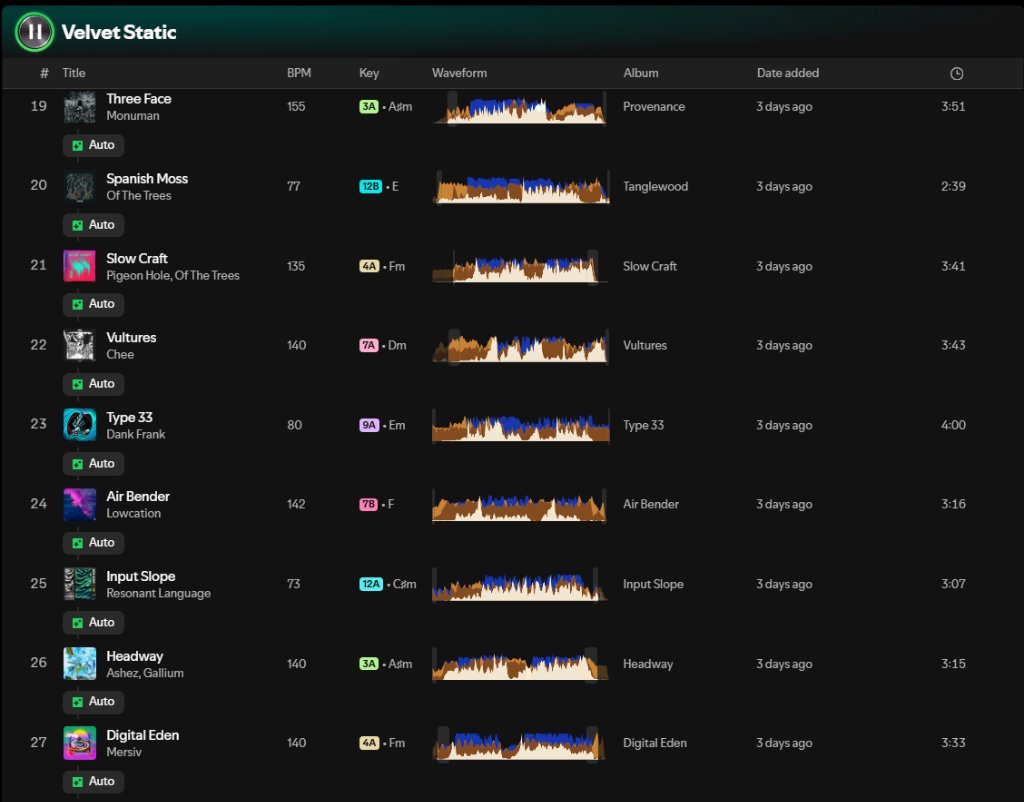 Velvet Static
# Title BPM Key Waveform Album Date added
19 Three Face 155 3A • A♯m Provenance 3 days ago 3:51
Monuman
Auto
20 Spanish Moss 77 12B • E Tanglewood 3 days ago 2:39
Of The Trees
Auto
21 Slow Craft 135 4A • Fm Slow Craft 3 days ago 3:41
Pigeon Hole, Of The Trees
Auto
22 Vultures 140 7A • Dm Vultures 3 days ago 3:43
Chee
Auto
23 Type 33 80 9A • Em Type 33 3 days ago 4:00
Dank Frank
Auto
24 Air Bender 142 7B • F Air Bender 3 days ago 3:16
Lowcation
Auto
25 Input Slope 73 12A • C♯m Input Slope 3 days ago 3:07
Resonant Language
Auto
26 Headway 140 3A • A♯m Headway 3 days ago 3:15
Ashez, Gallium
Auto
27 Digital Eden 140 4A • Fm Digital Eden 3 days ago 3:33
Mersiv
Auto